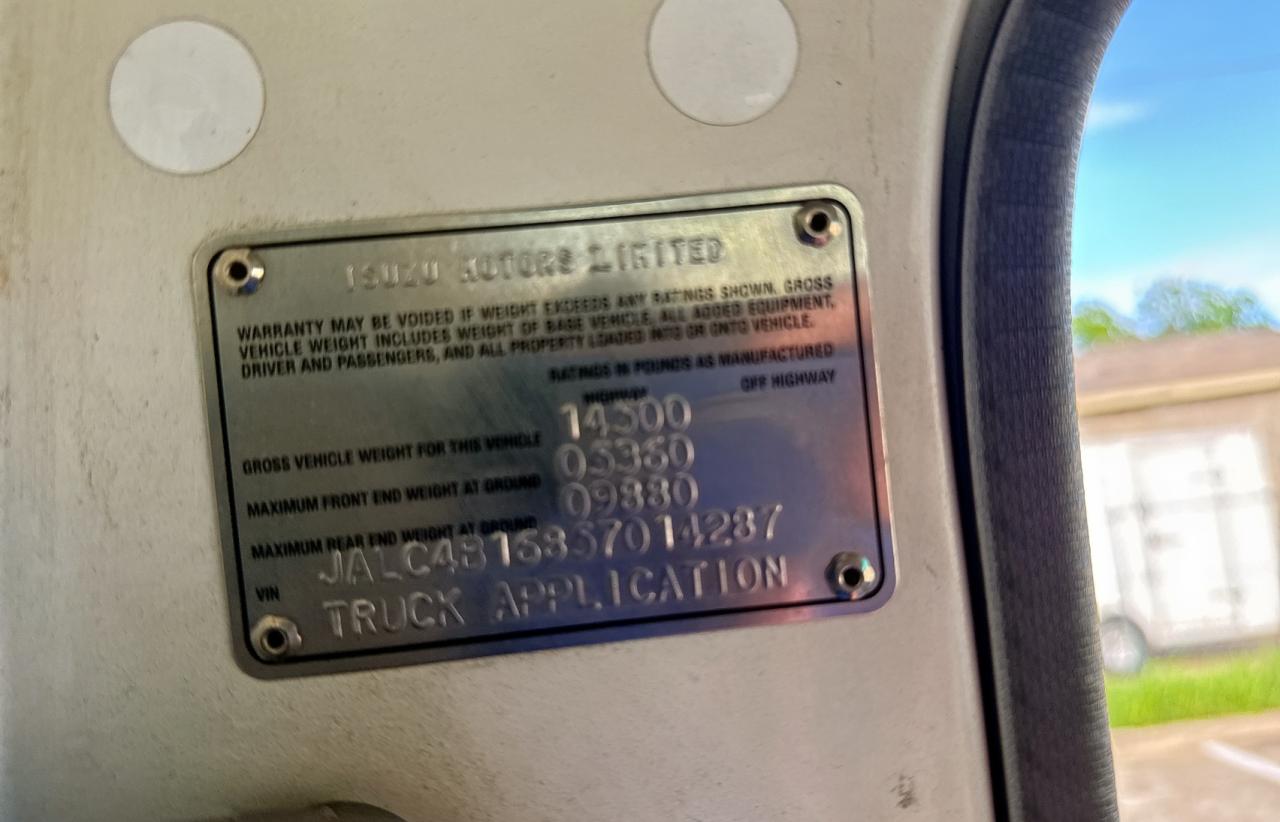 ISUZU MOTORS LIMITED
WARRANTY MAY BE VOIDED IF WEIGHT EXCEEDS ANY RATINGS SHOWN. GROSS
VEHICLE WEIGHT INCLUDES WEIGHT OF BASE VEHICLE, ALL ADDED EQUIPMENT,
DRIVER AND PASSENGERS, AND ALL PROPERTY LOADED INTO OR ONTO VEHICLE.
RATINGS IN POUNDS AS MANUFACTURED
HIGHWAY OFF HIGHWAY
GROSS VEHICLE WEIGHT FOR THIS VEHICLE 14500
MAXIMUM FRONT END WEIGHT AT GROUND 05360
MAXIMUM REAR END WEIGHT AT GROUND 09880
VIN
TRUCK APPLICATION